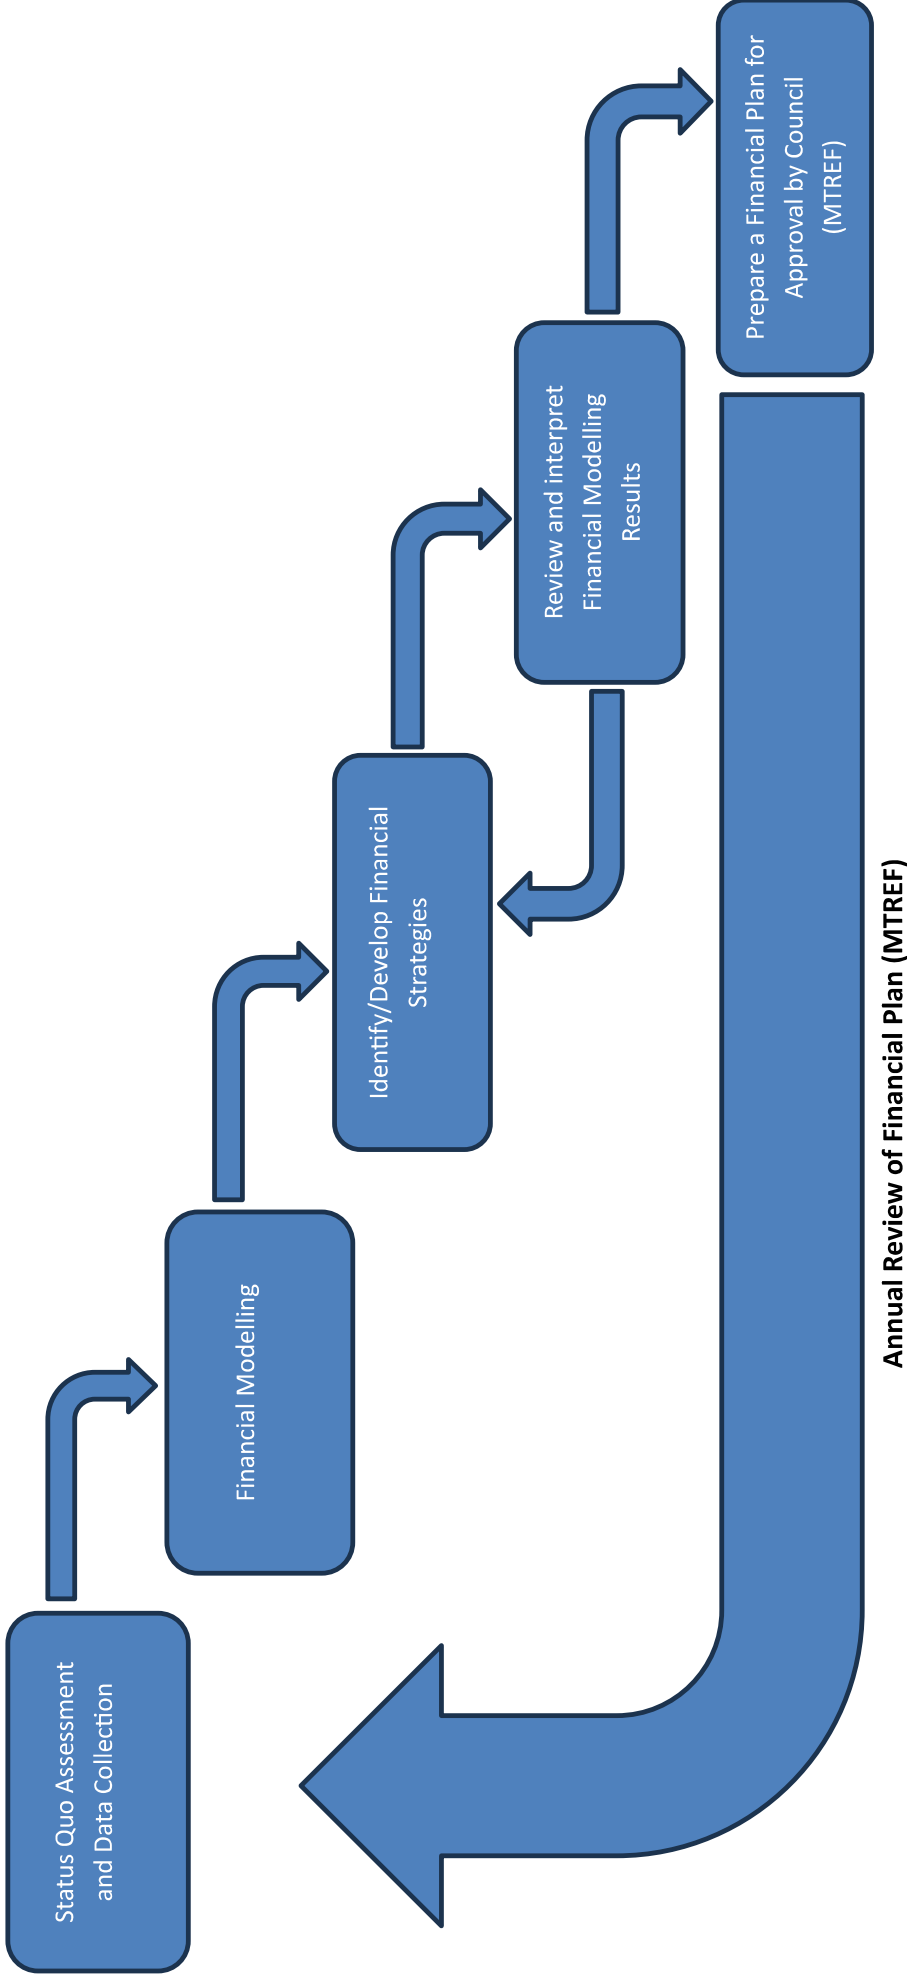 Status Quo Assessment
and Data Collection
Financial Modelling
Identify/Develop Financial
Strategies
Review and interpret
Financial Modelling
Results
Prepare a Financial Plan for
Approval by Council
(MTREF)
Annual Review of Financial Plan (MTREF)